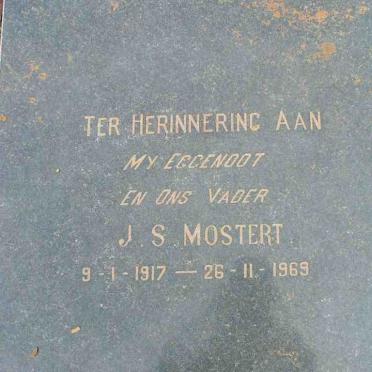 TER HERINNERING AAN
MY EGGENOOT
EN ONS VADER
J S MOSTERT
9-1-1917 — 26-11-1969